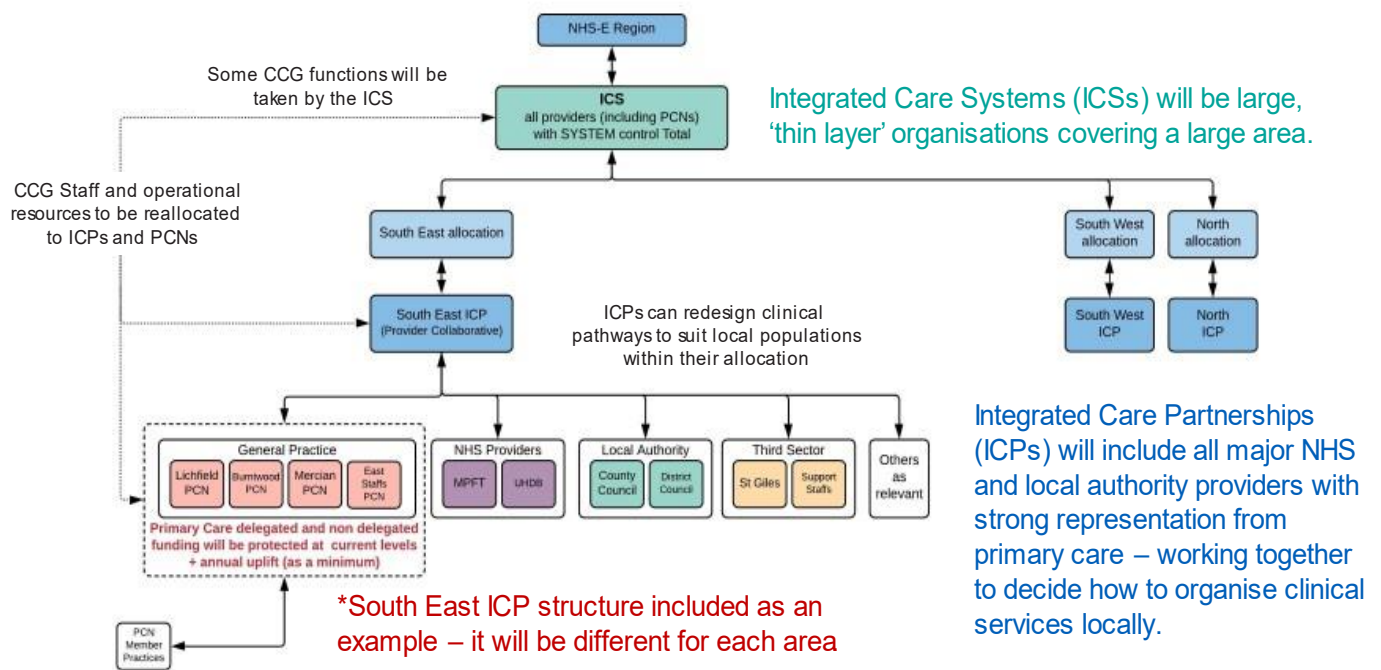 NHS-E Region
Some CCG functions will be
taken by the ICS
ICS
all providers (including PCNs)
with SYSTEM control Total
Integrated Care Systems (ICSs) will be large,
‘thin layer’ organisations covering a large area.
CCG Staff and operational
resources to be reallocated
to ICPs and PCNs
South East allocation
South West
allocation
North
allocation
South East ICP
(Provider Collaborative)
ICPs can redesign clinical
pathways to suit local populations
within their allocation
South West
ICP
North
ICP
General Practice
Lichfield
PCN
Burntwood
PCN
Mercian
PCN
East
Staffs
PCN
NHS Providers
MPFT
UHDB
Local Authority
County
Council
District
Council
Third Sector
St Giles
Support
Staffs
Others
as
relevant
Primary Care delegated and non delegated
funding will be protected at current levels
+ annual uplift (as a minimum)
Integrated Care Partnerships
(ICPs) will include all major NHS
and local authority providers with
strong representation from
primary care – working together
to decide how to organise clinical
services locally.
PCN
Member
Practices
*South East ICP structure included as an
example – it will be different for each area